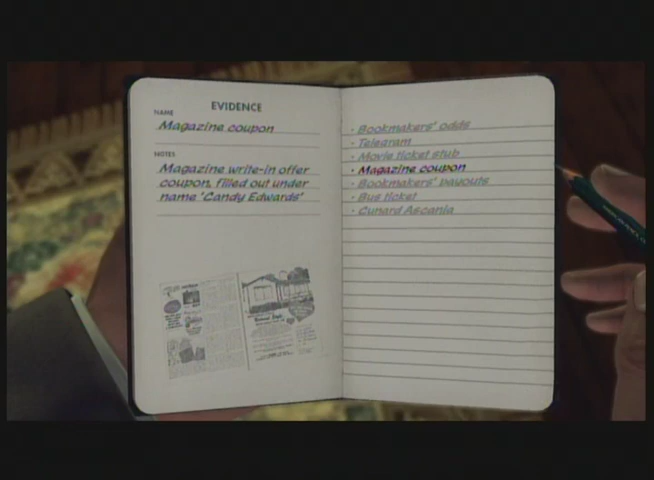 EVIDENCE
NAME
Magazine coupon
NOTES
Magazine write-in offer
coupon, filled out under
name 'Candy Edwards'
· Bookmakers' odds
· Telegram
· Movie ticket stub
· Magazine coupon
· Bookmakers' payouts
· Bus ticket
· Cunard Ascania